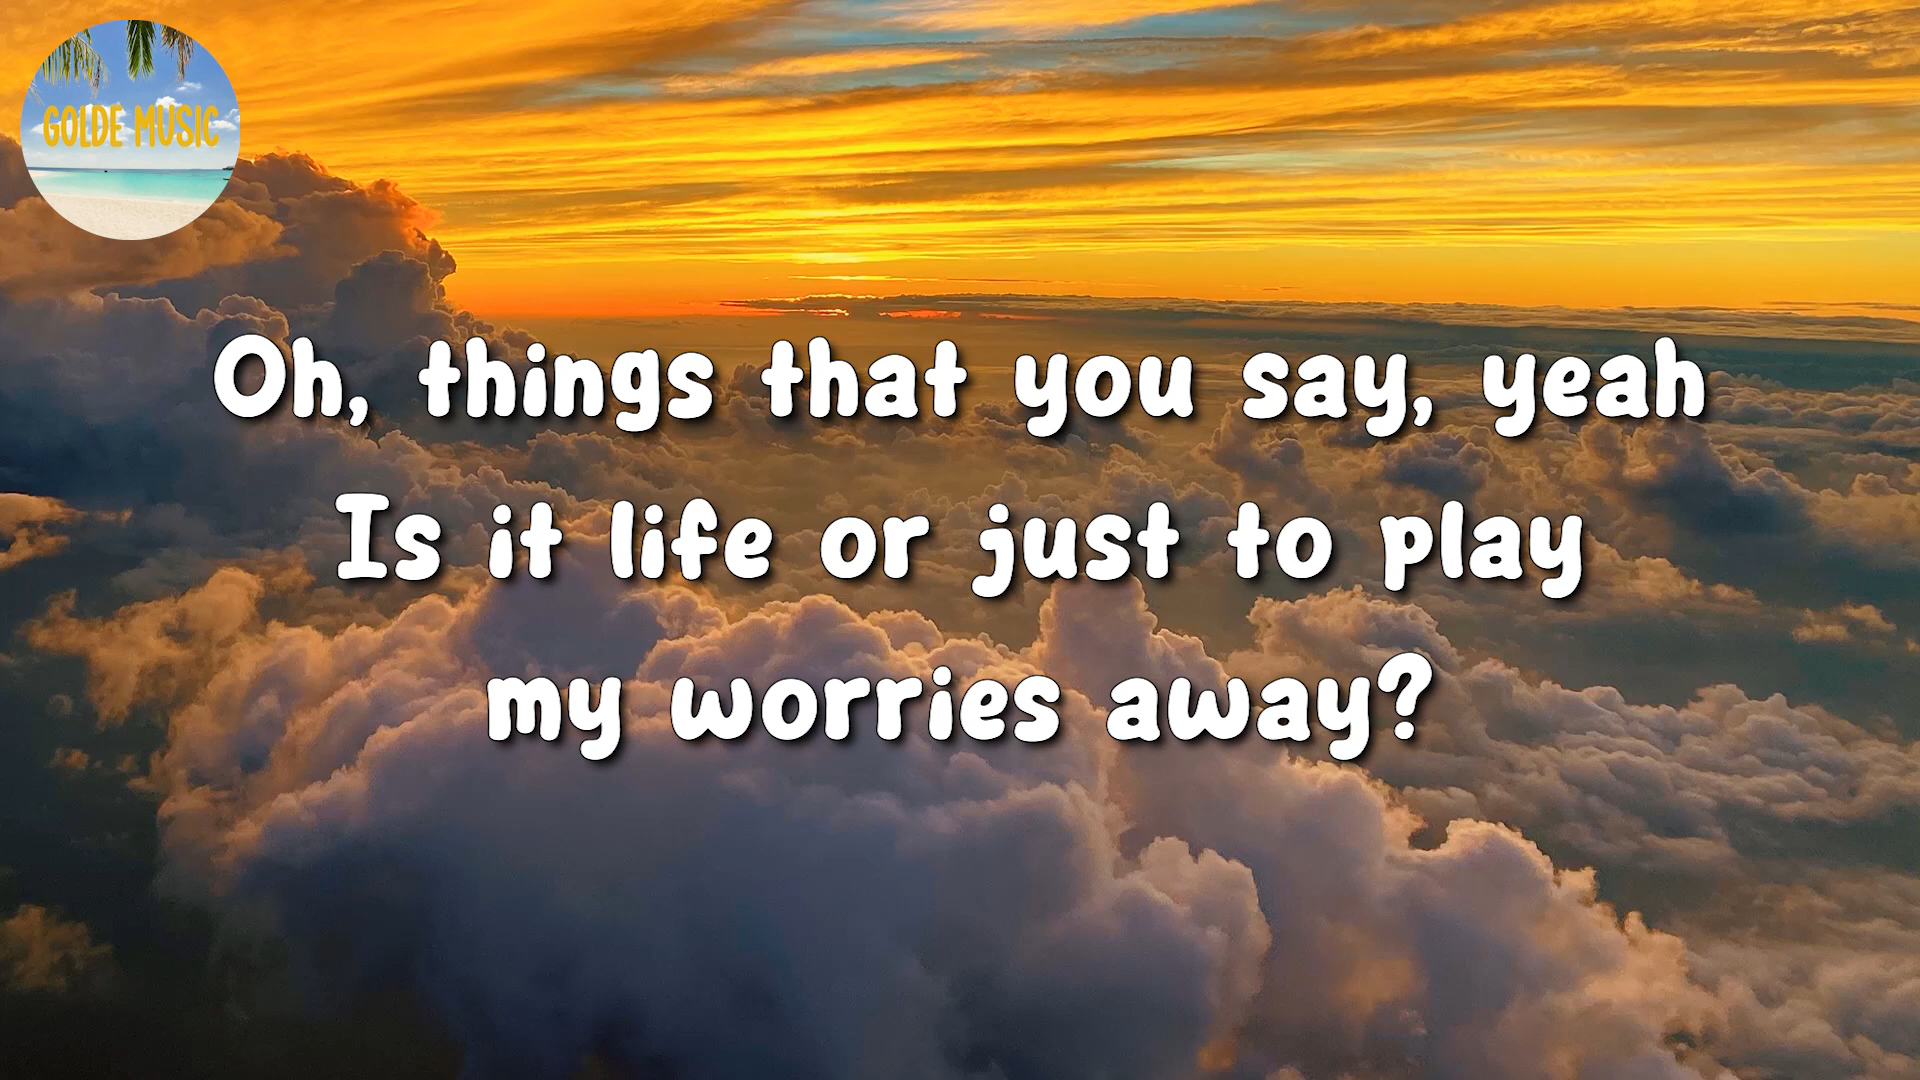 GOLDE MUSIC
Oh, things that you say, yeah
Is it life or just to play
my worries away?